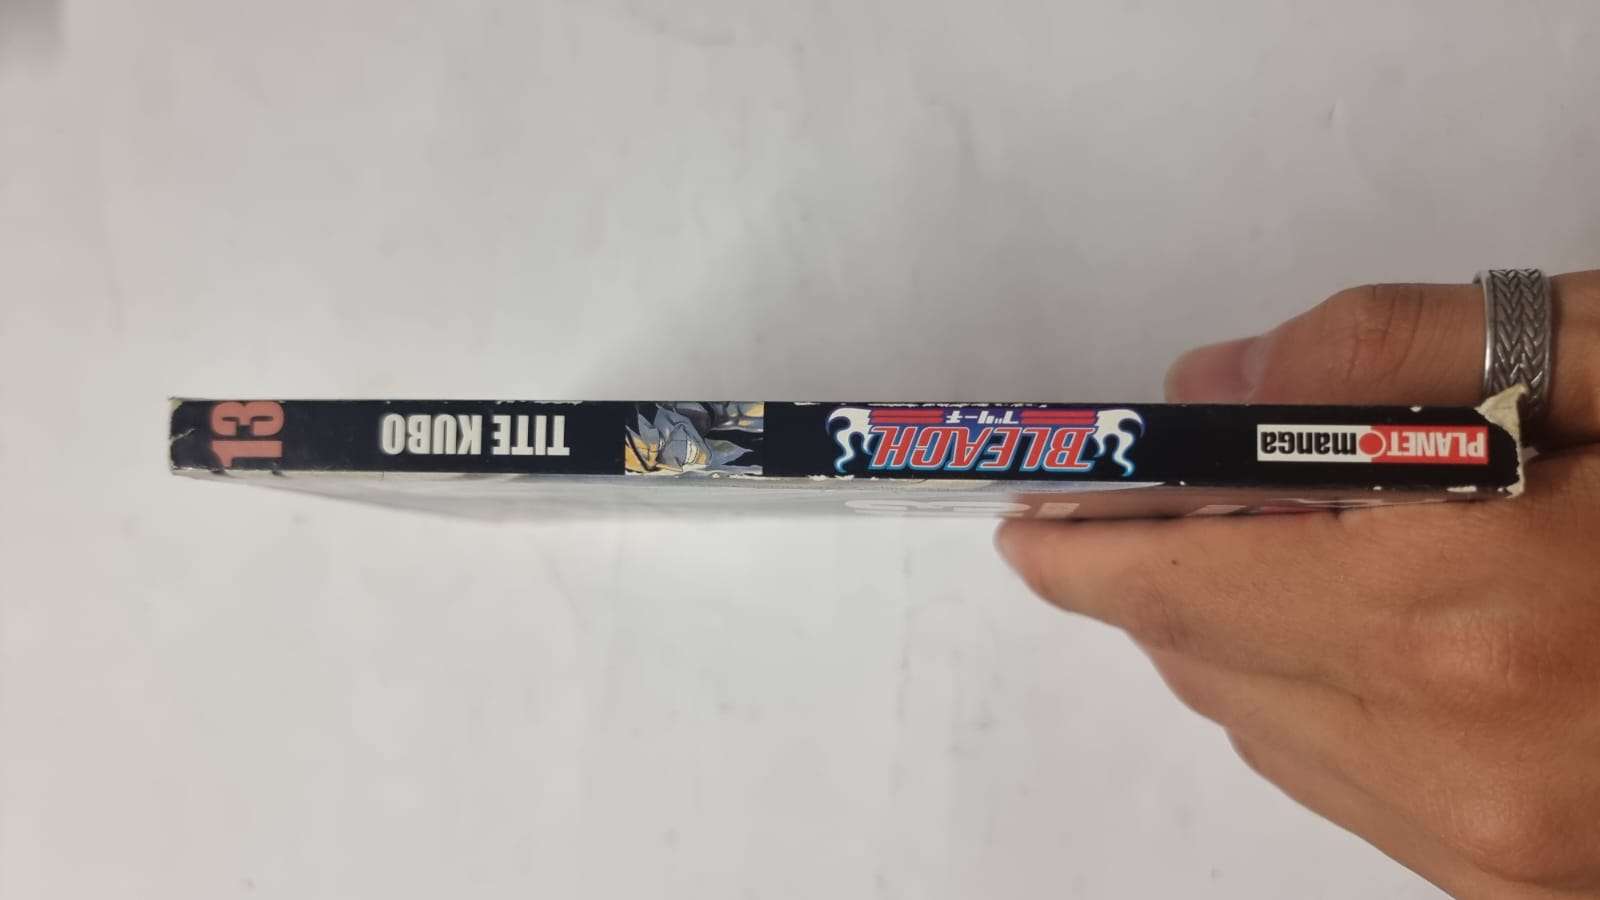 PLANET manga
BLEACH
ブリーチ
TITE KUBO
13